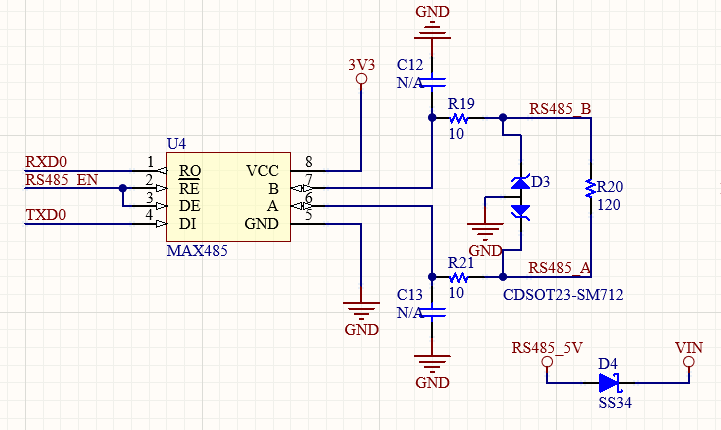 GND
C12
N/A
3V3
R19
10
RS485_B
U4
RXD0
RS485_EN
TXD0
1
2
3
4
RO
RE
DE
DI
VCC
B
A
GND
8
7
6
5
MAX485
D3
R20
120
GND
R21
10
RS485_A
C13
N/A
CDSOT23-SM712
GND
GND
RS485_5V
D4
SS34
VIN